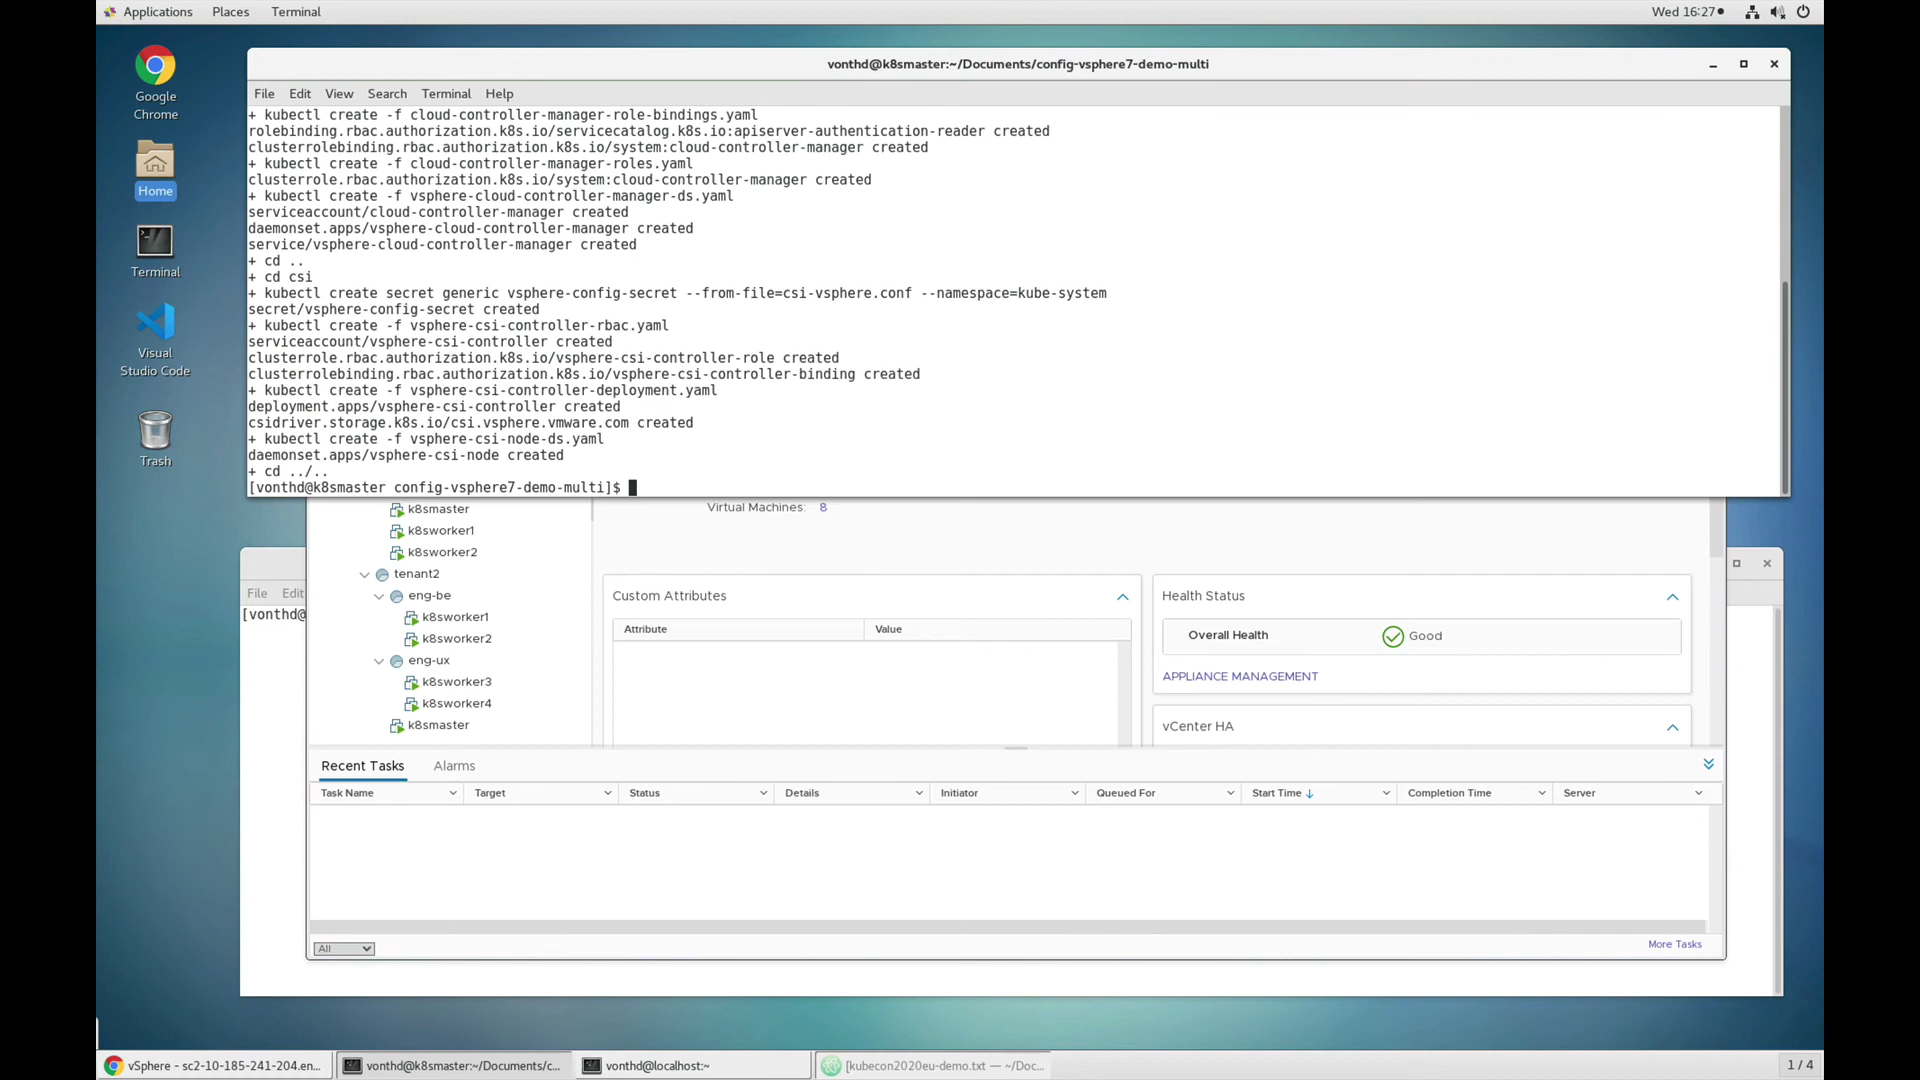 Applications Places Terminal Wed 16:27●
Google Chrome
Home
Terminal
Visual Studio Code
Trash
vonthd@k8smaster:~/Documents/config-vsphere7-demo-multi
File Edit View Search Terminal Help
+ kubectl create -f cloud-controller-manager-role-bindings.yaml
rolebinding.rbac.authorization.k8s.io/servicecatalog.k8s.io:apiserver-authentication-reader created
clusterrolebinding.rbac.authorization.k8s.io/system:cloud-controller-manager created
+ kubectl create -f cloud-controller-manager-roles.yaml
clusterrole.rbac.authorization.k8s.io/system:cloud-controller-manager created
+ kubectl create -f vsphere-cloud-controller-manager-ds.yaml
serviceaccount/cloud-controller-manager created
daemonset.apps/vsphere-cloud-controller-manager created
service/vsphere-cloud-controller-manager created
+ cd ..
+ cd csi
+ kubectl create secret generic vsphere-config-secret --from-file=csi-vsphere.conf --namespace=kube-system
secret/vsphere-config-secret created
+ kubectl create -f vsphere-csi-controller-rbac.yaml
serviceaccount/vsphere-csi-controller created
clusterrole.rbac.authorization.k8s.io/vsphere-csi-controller-role created
clusterrolebinding.rbac.authorization.k8s.io/vsphere-csi-controller-binding created
+ kubectl create -f vsphere-csi-controller-deployment.yaml
deployment.apps/vsphere-csi-controller created
csidriver.storage.k8s.io/csi.vsphere.vmware.com created
+ kubectl create -f vsphere-csi-node-ds.yaml
daemonset.apps/vsphere-csi-node created
+ cd ../..
[vonthd@k8smaster config-vsphere7-demo-multi]$
File Edi
[vonthd@
k8smaster
k8sworker1
k8sworker2
tenant2
eng-be
k8sworker1
k8sworker2
eng-ux
k8sworker3
k8sworker4
k8smaster
Virtual Machines: 8
Custom Attributes
Attribute Value
Health Status
Overall Health Good
APPLIANCE MANAGEMENT
vCenter HA
Recent Tasks Alarms
Task Name Target Status Details Initiator Queued For Start Time Completion Time Server
All
More Tasks
vSphere - sc2-10-185-241-204.en... vonthd@k8smaster:~/Documents/c... vonthd@localhost:~ [kubecon2020eu-demo.txt — ~/Doc... 1 / 4